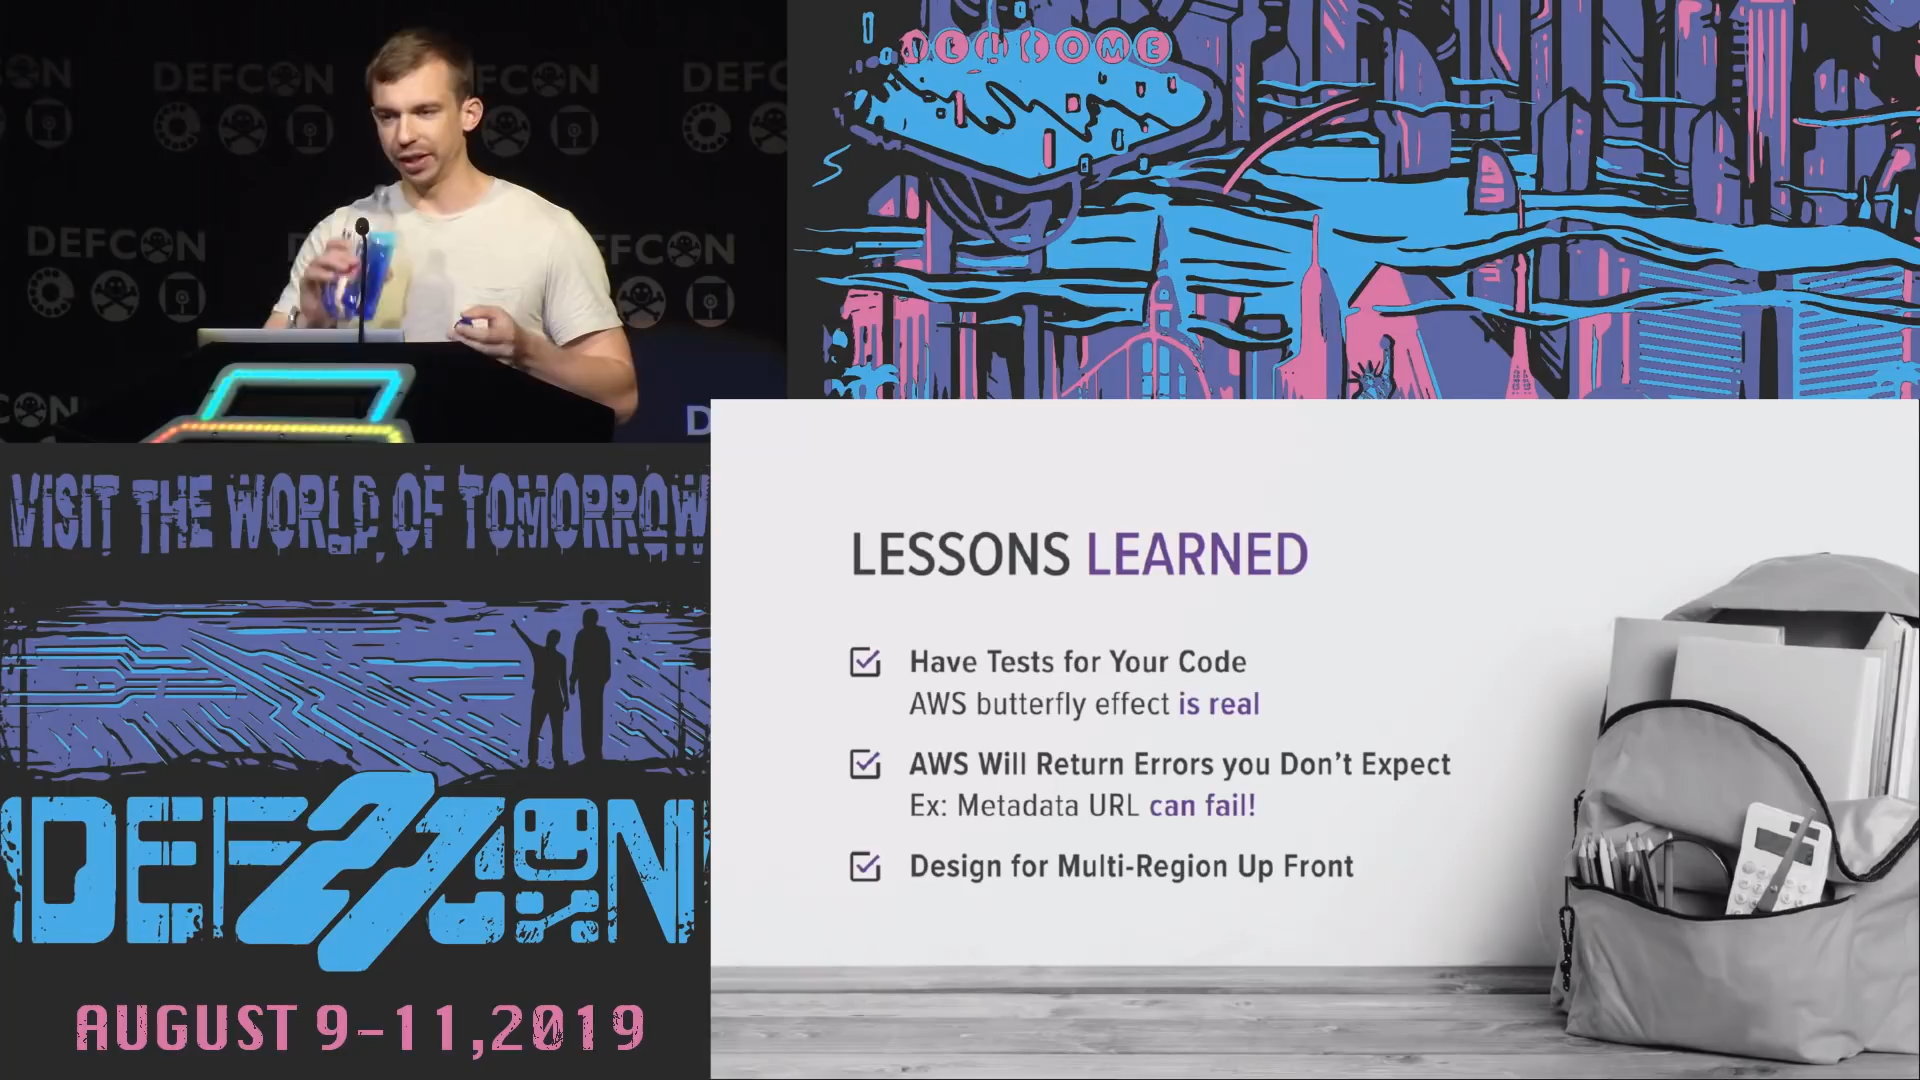 DEFCON
DEFCON
DEFCON
DEFCON
WELCOME
VISIT THE WORLD OF TOMORROW
DEFCON
27
AUGUST 9-11,2019
LESSONS LEARNED
Have Tests for Your Code
AWS butterfly effect is real
AWS Will Return Errors you Don't Expect
Ex: Metadata URL can fail!
Design for Multi-Region Up Front